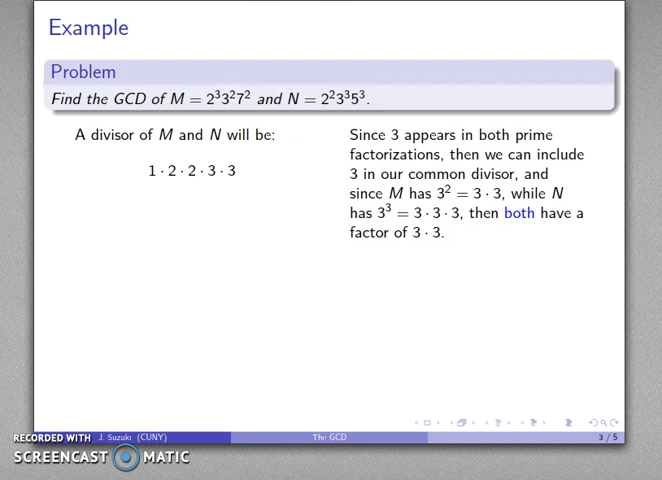 Example
Problem
Find the GCD of M = 2³3²7² and N = 2²3³5³.
A divisor of M and N will be:
1 · 2 · 2 · 3 · 3
Since 3 appears in both prime
factorizations, then we can include
3 in our common divisor, and
since M has 3² = 3 · 3, while N
has 3³ = 3 · 3 · 3, then both have a
factor of 3 · 3.
RECORDED WITH
J. Suzuki (CUNY)
The GCD
3 / 5
SCREENCAST MATIC